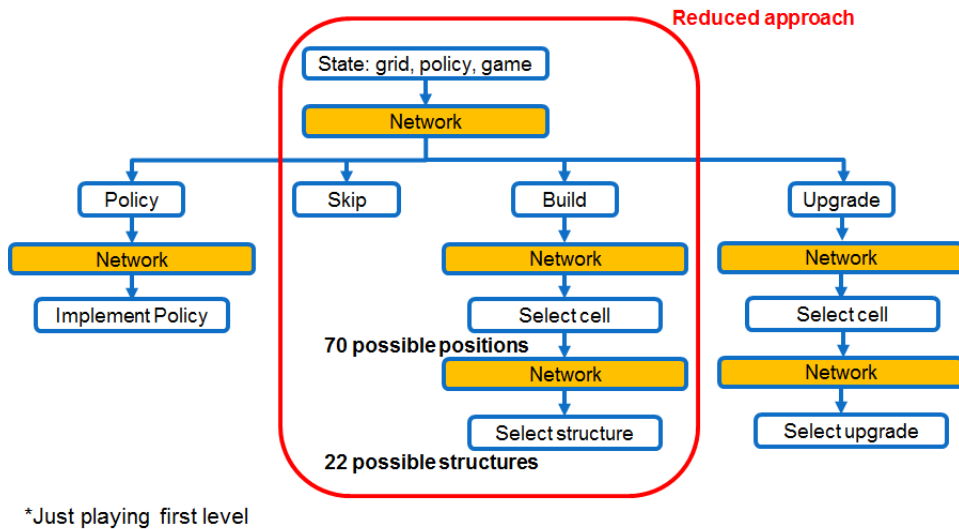 Reduced approach
State: grid, policy, game
Network
Policy
Skip
Build
Upgrade
Network
Network
Network
Implement Policy
Select cell
Select cell
70 possible positions
Network
Network
Select structure
Select upgrade
22 possible structures
*Just playing first level